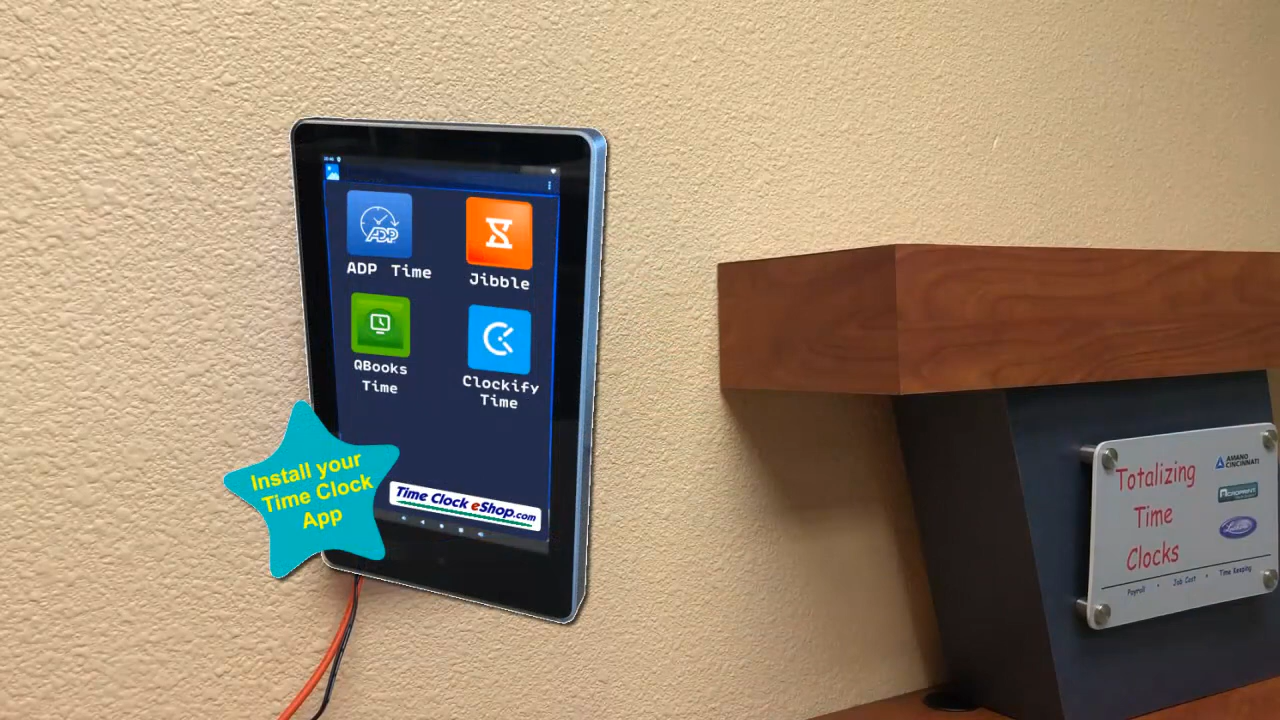 ADP
ADP Time
Jibble
QBooks
Time
Clockify
Time
Install your
Time Clock
App
Time Clock eShop.com
Totalizing
Time
Clocks
AMANO
CINCINNATI
Payroll • Job Cost • Time Keeping